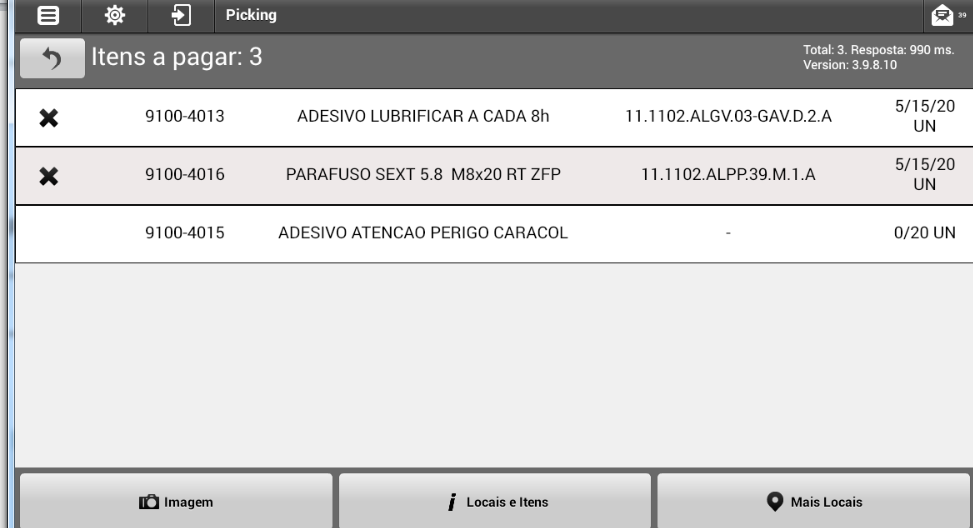 Picking
39
Itens a pagar: 3
Total: 3. Resposta: 990 ms.
Version: 3.9.8.10
9100-4013 ADESIVO LUBRIFICAR A CADA 8h 11.1102.ALGV.03-GAV.D.2.A 5/15/20 UN
9100-4016 PARAFUSO SEXT 5.8 M8x20 RT ZFP 11.1102.ALPP.39.M.1.A 5/15/20 UN
9100-4015 ADESIVO ATENCAO PERIGO CARACOL - 0/20 UN
Imagem
Locais e Itens
Mais Locais